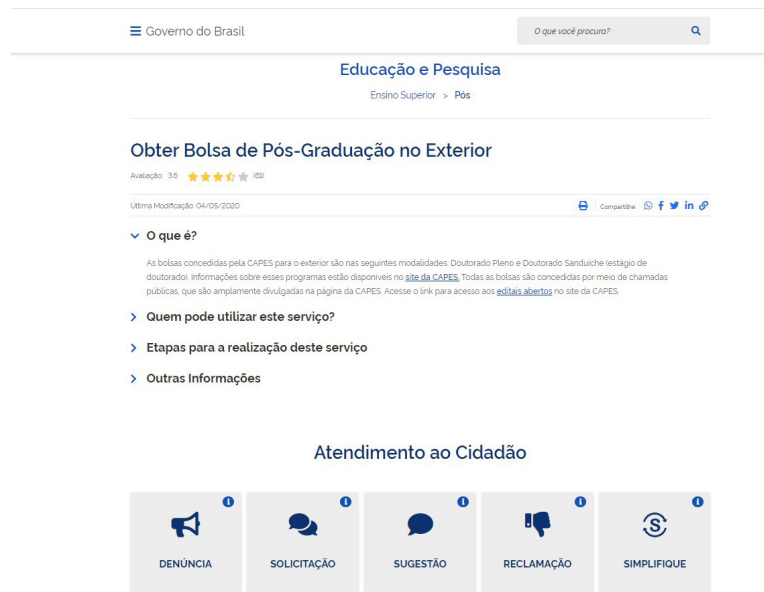 Governo do Brasil
O que você procura?
Educação e Pesquisa
Ensino Superior > Pós
Obter Bolsa de Pós-Graduação no Exterior
Avaliação: 3.6 (61)
Última Modificação: 04/05/2020
Compartilhe:
O que é?
As bolsas concedidas pela CAPES para o exterior são nas seguintes modalidades: Doutorado Pleno e Doutorado Sanduíche (estágio de
doutorado). Informações sobre esses programas estão disponíveis no site da CAPES. Todas as bolsas são concedidas por meio de chamadas
públicas, que são amplamente divulgadas na página da CAPES. Acesse o link para acesso aos editais abertos no site da CAPES.
Quem pode utilizar este serviço?
Etapas para a realização deste serviço
Outras Informações
Atendimento ao Cidadão
DENÚNCIA
SOLICITAÇÃO
SUGESTÃO
RECLAMAÇÃO
SIMPLIFIQUE